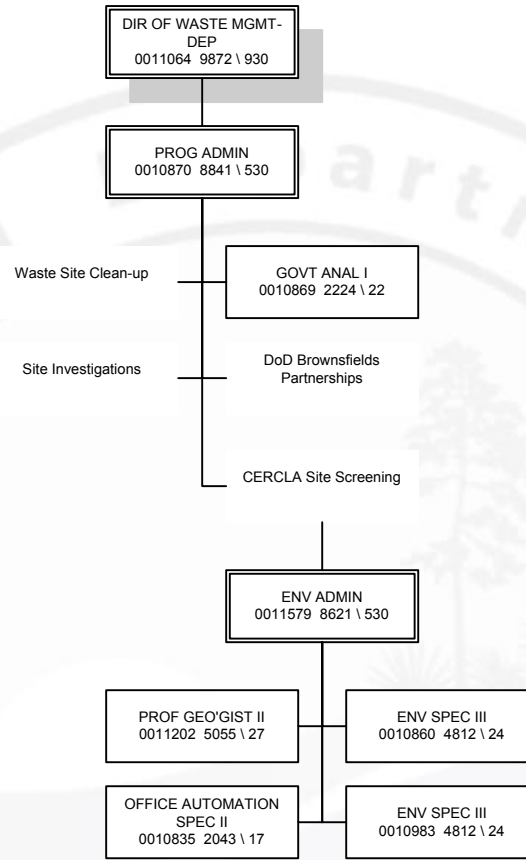 DIR OF WASTE MGMT-
DEP
0011064 9872 \ 930
PROG ADMIN
0010870 8841 \ 530
Waste Site Clean-up
GOVT ANAL I
0010869 2224 \ 22
Site Investigations
DoD Brownsfields
Partnerships
CERCLA Site Screening
ENV ADMIN
0011579 8621 \ 530
PROF GEO'GIST II
0011202 5055 \ 27
ENV SPEC III
0010860 4812 \ 24
OFFICE AUTOMATION
SPEC II
0010835 2043 \ 17
ENV SPEC III
0010983 4812 \ 24